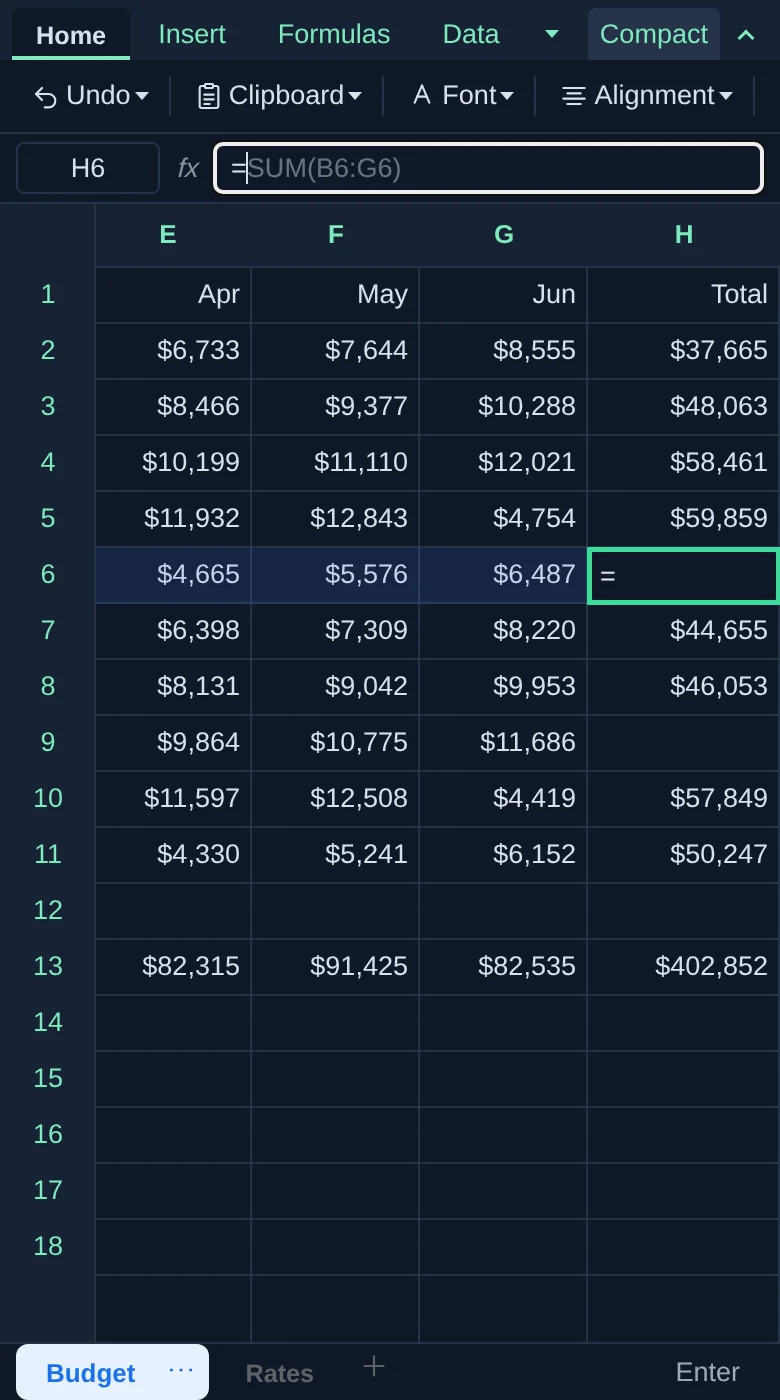 Home Insert Formulas Data Compact
Undo Clipboard A Font Alignment
H6 fx =SUM(B6:G6)
E F G H
1 Apr May Jun Total
2 $6,733 $7,644 $8,555 $37,665
3 $8,466 $9,377 $10,288 $48,063
4 $10,199 $11,110 $12,021 $58,461
5 $11,932 $12,843 $4,754 $59,859
6 $4,665 $5,576 $6,487 =
7 $6,398 $7,309 $8,220 $44,655
8 $8,131 $9,042 $9,953 $46,053
9 $9,864 $10,775 $11,686
10 $11,597 $12,508 $4,419 $57,849
11 $4,330 $5,241 $6,152 $50,247
12
13 $82,315 $91,425 $82,535 $402,852
14
15
16
17
18
Budget ... Rates + Enter